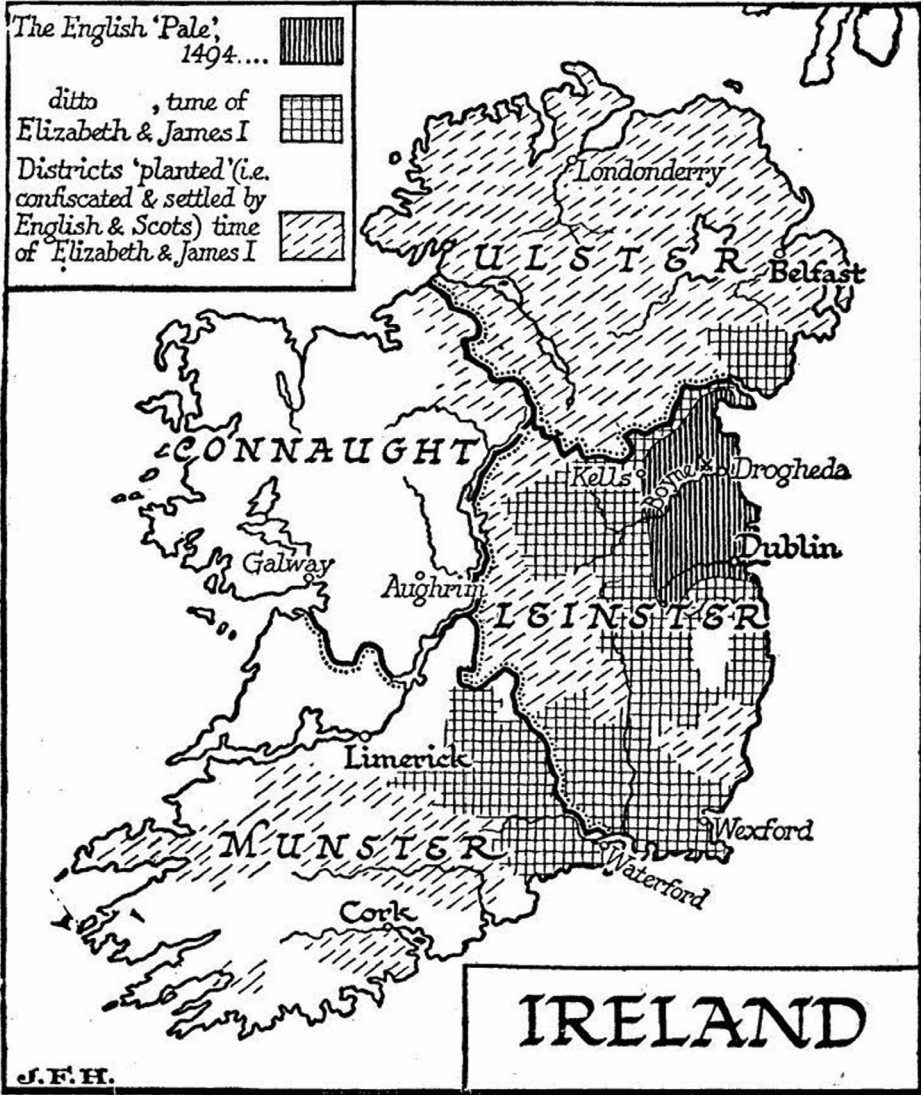 The English 'Pale',
1494....
ditto , time of
Elizabeth & James I
Districts 'planted' (i.e.
confiscated & settled by
English & Scots) time
of Elizabeth & James I
Londonderry
ULSTER
Belfast
CONNAUGHT
Kells
Boyne
Drogheda
Dublin
Galway
Aughrim
LEINSTER
Limerick
MUNSTER
Wexford
Waterford
Cork
IRELAND
J.F.H.